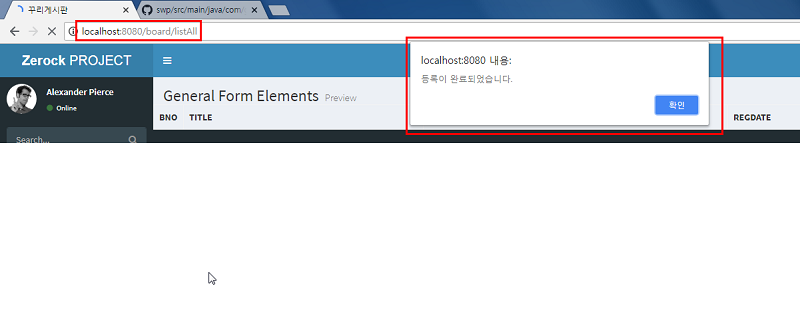 꾸리게시판
swp/src/main/java/com/
localhost:8080/board/listAll
Zerock PROJECT
localhost:8080 내용:
등록이 완료되었습니다.
확인
Alexander Pierce
Online
General Form Elements Preview
BNO TITLE REGDATE
Search...